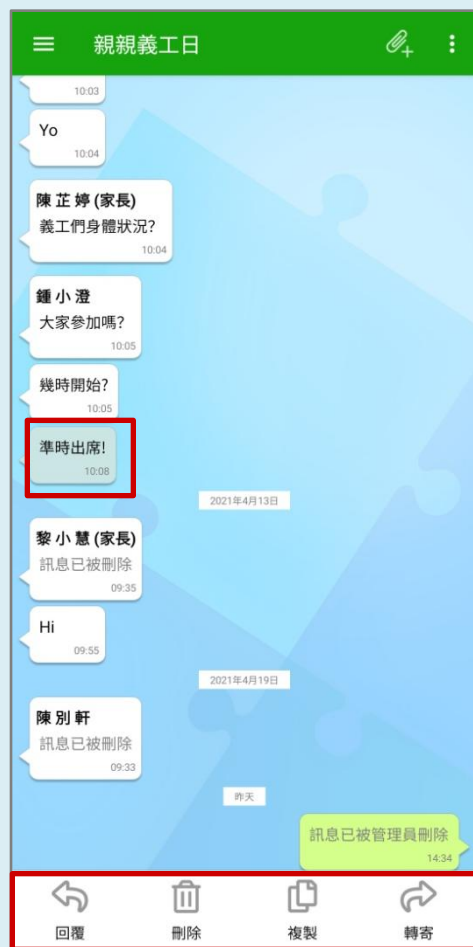 親親義工日
10:03
Yo
10:04
陳芷婷 (家長)
義工們身體狀況?
10:04
鍾小澄
大家參加嗎?
10:05
幾時開始?
10:05
準時出席!
10:08
2021年4月13日
黎小慧 (家長)
訊息已被刪除
09:35
Hi
09:55
2021年4月19日
陳別軒
訊息已被刪除
09:33
昨天
訊息已被管理員刪除
14:34
回覆 刪除 複製 轉寄